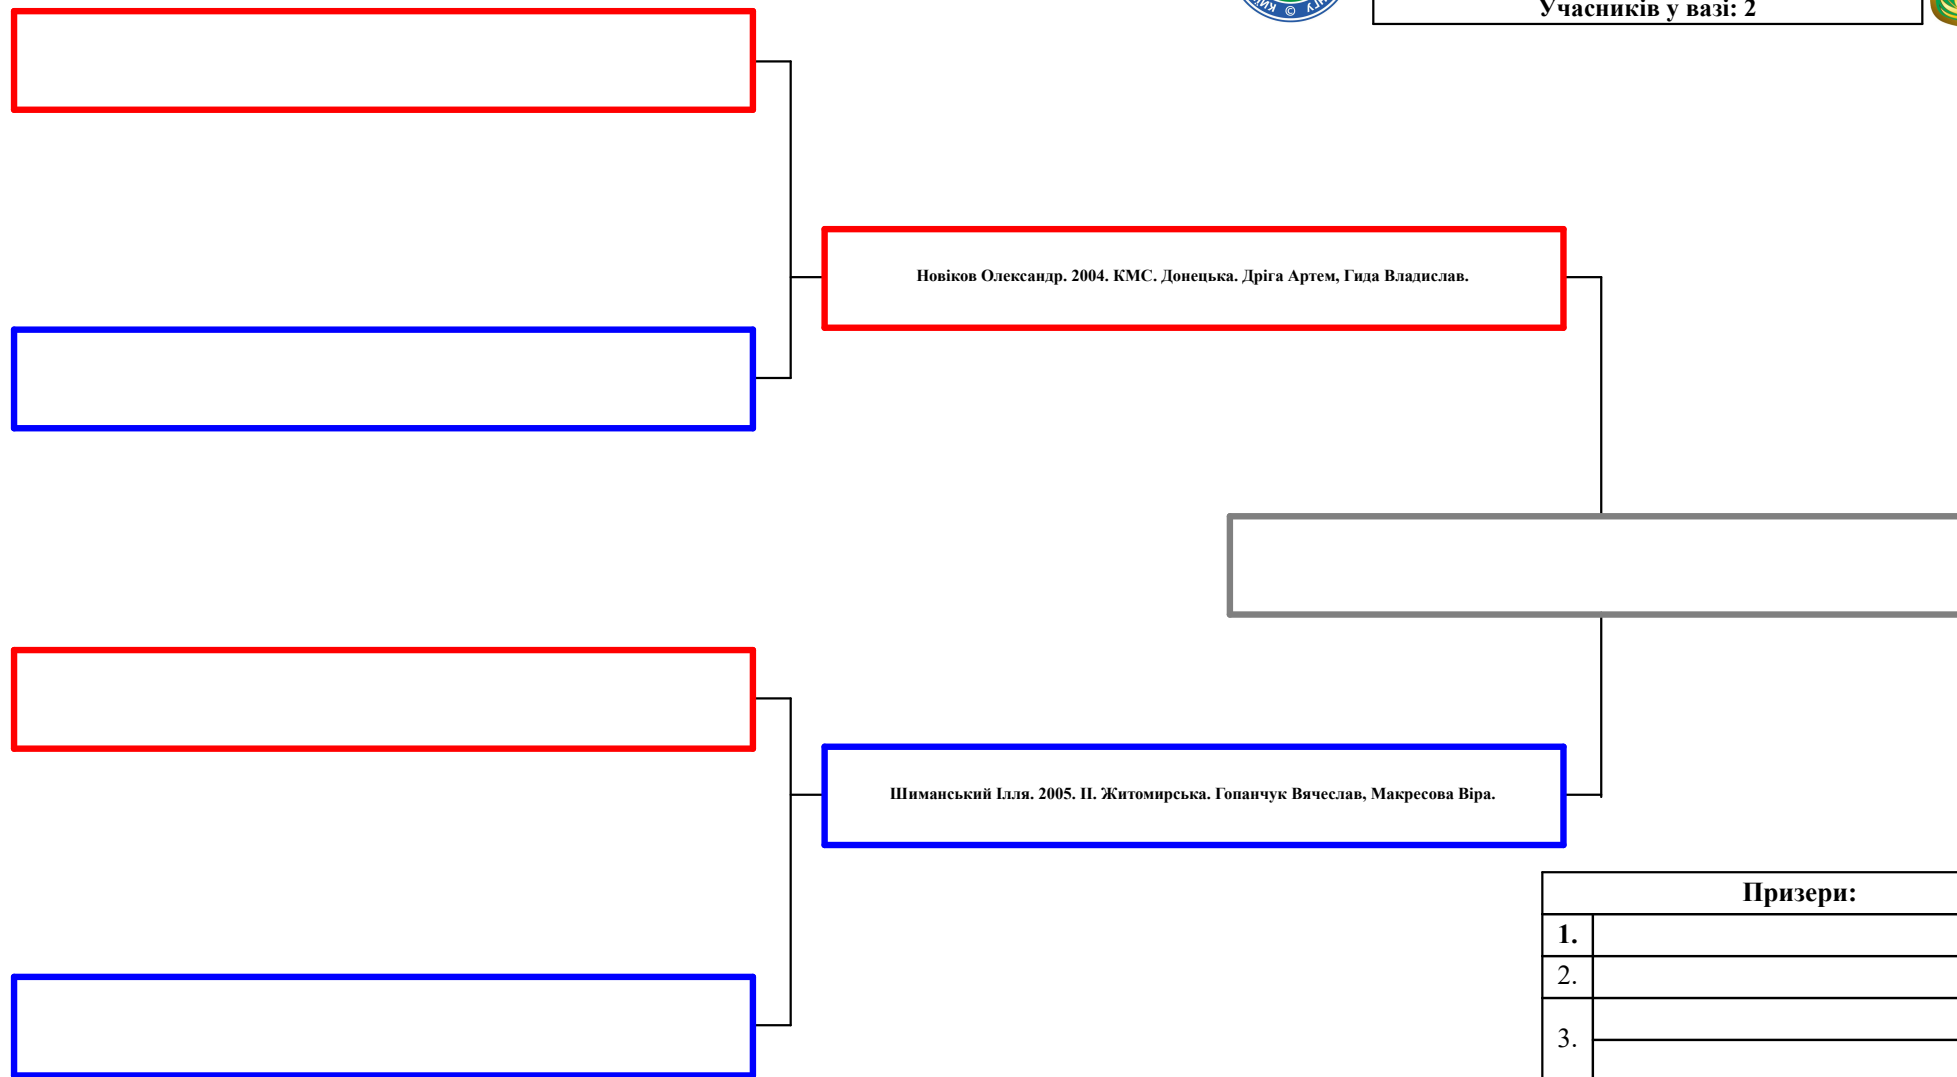 Учасників у вазі: 2
Новіков Олександр. 2004. КМС. Донецька. Дріга Артем, Гида Владислав.
Шиманський Ілля. 2005. II. Житомирська. Гопанчук Вячеслав, Макресова Віра.
Призери:
1.
2.
3.